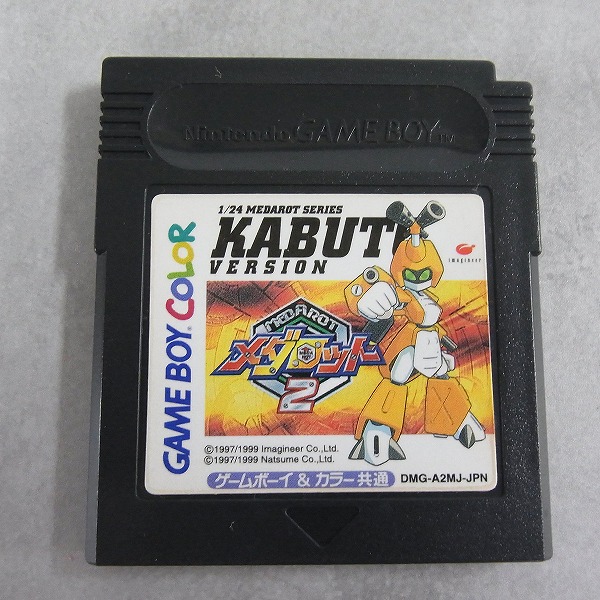 Nintendo GAME BOY TM
1/24 MEDAROT SERIES
KABUTO
VERSION
imagineer
GAME BOY COLOR
MEDAROT
メダロット
2
©1997/1999 Imagineer Co.,Ltd.
©1997/1999 Natsume Co.,Ltd.
ゲームボーイ & カラー共通
DMG-A2MJ-JPN